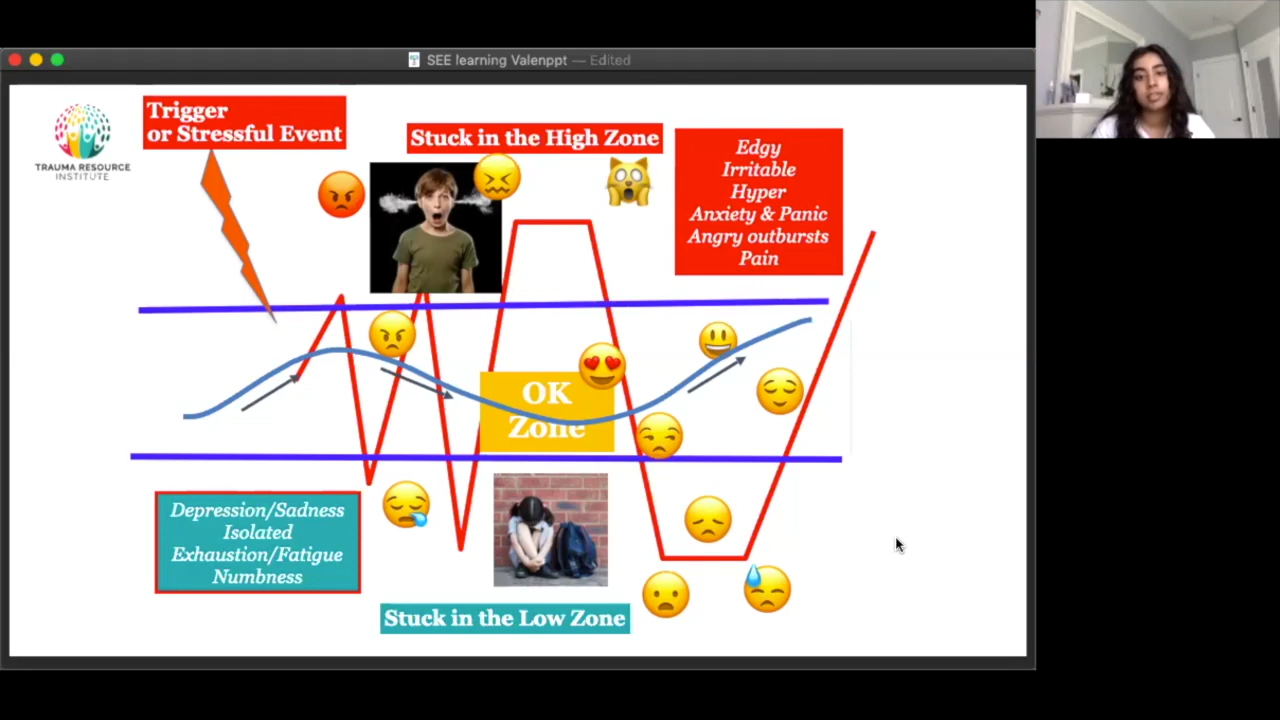 SEE learning Valenppt — Edited
TRAUMA RESOURCE
INSTITUTE
Trigger
or Stressful Event
Stuck in the High Zone
Edgy
Irritable
Hyper
Anxiety & Panic
Angry outbursts
Pain
OK
Zone
Depression/Sadness
Isolated
Exhaustion/Fatigue
Numbness
Stuck in the Low Zone